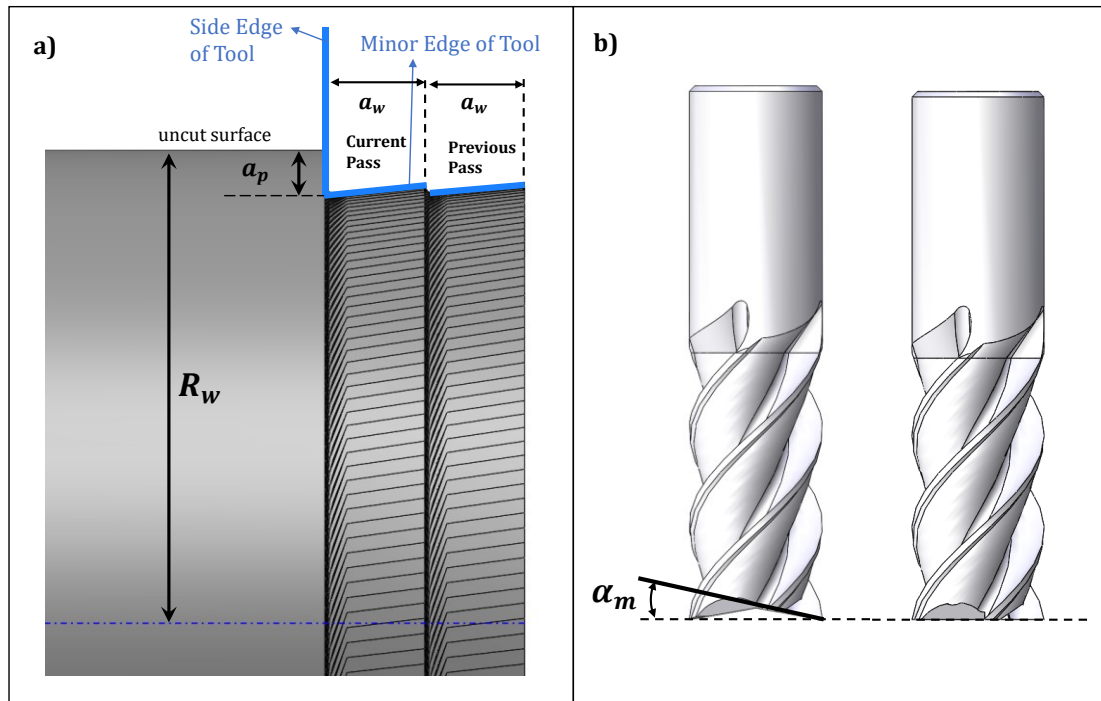 a)
Side Edge
of Tool
Minor Edge of Tool
a_w
a_w
uncut surface
Current
Pass
Previous
Pass
a_p
R_w
b)
α_m